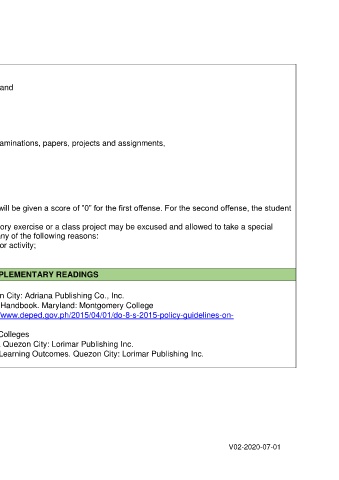 and
aminations, papers, projects and assignments,
will be given a score of "0" for the first offense. For the second offense, the student
ory exercise or a class project may be excused and allowed to take a special
ny of the following reasons:
or activity;
PLEMENTARY READINGS
n City: Adriana Publishing Co., Inc.
Handbook. Maryland: Montgomery College
/www.deped.gov.ph/2015/04/01/do-8-s-2015-policy-guidelines-on-
Colleges
. Quezon City: Lorimar Publishing Inc.
Learning Outcomes. Quezon City: Lorimar Publishing Inc.
V02-2020-07-01